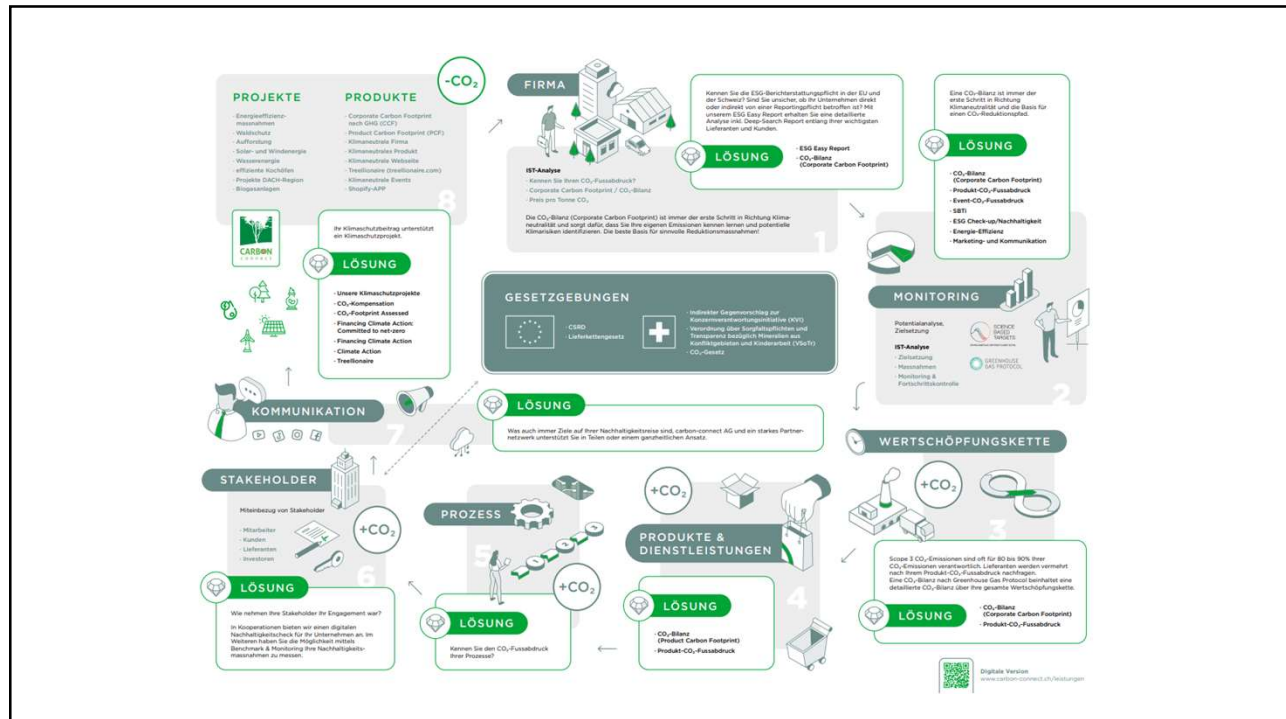 PROJEKTE
· Energieeffizienz-
massnahmen
· Waldschutz
· Aufforstung
· Solar- und Windenergie
· Wasserenergie
· effiziente Kochöfen
· Projekte DACH-Region
· Biogasanlagen
PRODUKTE
· Corporate Carbon Footprint
nach GHG (CCF)
· Product Carbon Footprint (PCF)
· Klimaneutrale Firma
· Klimaneutrales Produkt
· Klimaneutrale Webseite
· Treellionaire (treellionaire.com)
· Klimaneutrale Events
· Shopify-APP
-CO₂
8
CARBON
CONNECT
Ihr Klimaschutzbeitrag unterstützt
ein Klimaschutzprojekt.
LÖSUNG
· Unsere Klimaschutzprojekte
· CO₂-Kompensation
· CO₂-Footprint Assessed
· Financing Climate Action:
Committed to net-zero
· Financing Climate Action
· Climate Action
· Treellionaire
FIRMA
IST-Analyse
· Kennen Sie Ihren CO₂-Fussabdruck?
· Corporate Carbon Footprint / CO₂-Bilanz
· Preis pro Tonne CO₂
Die CO₂-Bilanz (Corporate Carbon Footprint) ist immer der erste Schritt in Richtung Klima-
neutralität und sorgt dafür, dass Sie Ihre eigenen Emissionen kennen lernen und potentielle
Klimarisiken identifizieren. Die beste Basis für sinnvolle Reduktionsmassnahmen!
1
Kennen Sie die ESG-Berichterstattungspflicht in der EU und
der Schweiz? Sind Sie unsicher, ob Ihr Unternehmen direkt
oder indirekt von einer Reportingpflicht betroffen ist? Mit
unserem ESG Easy Report erhalten Sie eine detaillierte
Analyse inkl. Deep-Search Report entlang Ihrer wichtigsten
Lieferanten und Kunden.
LÖSUNG
· ESG Easy Report
· CO₂-Bilanz
(Corporate Carbon Footprint)
Eine CO₂-Bilanz ist immer der
erste Schritt in Richtung
Klimaneutralität und die Basis für
einen CO₂-Reduktionspfad.
LÖSUNG
· CO₂-Bilanz
(Corporate Carbon Footprint)
· Produkt-CO₂-Fussabdruck
· Event-CO₂-Fussabdruck
· SBTi
· ESG Check-up/Nachhaltigkeit
· Energie-Effizienz
· Marketing- und Kommunikation
MONITORING
Potentialanalyse,
Zielsetzung
IST-Analyse
· Zielsetzung
· Massnahmen
· Monitoring &
Fortschrittskontrolle
SCIENCE
BASED
TARGETS
GREENHOUSE
GAS PROTOCOL
2
GESETZGEBUNGEN
· CSRD
· Lieferkettengesetz
· Indirekter Gegenvorschlag zur
Konzernverantwortungsinitiative (KVI)
· Verordnung über Sorgfaltspflichten und
Transparenz bezüglich Mineralien aus
Konfliktgebieten und Kinderarbeit (VSoTr)
· CO₂-Gesetz
KOMMUNIKATION
7
LÖSUNG
Was auch immer Ziele auf Ihrer Nachhaltigkeitsreise sind, carbon-connect AG und ein starkes Partner-
netzwerk unterstützt Sie in Teilen oder einem ganzheitlichen Ansatz.
WERTSCHÖPFUNGSKETTE
+CO₂
3
Scope 3 CO₂-Emissionen sind oft für 80 bis 90% Ihrer
CO₂-Emissionen verantwortlich. Lieferanten werden vermehrt
nach Ihrem Produkt-CO₂-Fussabdruck nachfragen.
Eine CO₂-Bilanz nach Greenhouse Gas Protocol beinhaltet eine
detaillierte CO₂-Bilanz über Ihre gesamte Wertschöpfungskette.
LÖSUNG
· CO₂-Bilanz
(Corporate Carbon Footprint)
· Produkt-CO₂-Fussabdruck
STAKEHOLDER
Miteinbezug von Stakeholder
· Mitarbeiter
· Kunden
· Lieferanten
· Investoren
+CO₂
6
LÖSUNG
Wie nehmen Ihre Stakeholder Ihr Engagement war?
In Kooperationen bieten wir einen digitalen
Nachhaltigkeitscheck für Ihr Unternehmen an. Im
Weiteren haben Sie die Möglichkeit mittels
Benchmark & Monitoring Ihre Nachhaltigkeits-
massnahmen zu messen.
PROZESS
5
1
2
3
4
+CO₂
LÖSUNG
Kennen Sie den CO₂-Fussabdruck
Ihrer Prozesse?
+CO₂
PRODUKTE &
DIENSTLEISTUNGEN
4
LÖSUNG
· CO₂-Bilanz
(Product Carbon Footprint)
· Produkt-CO₂-Fussabdruck
Digitale Version
www.carbon-connect.ch/leistungen